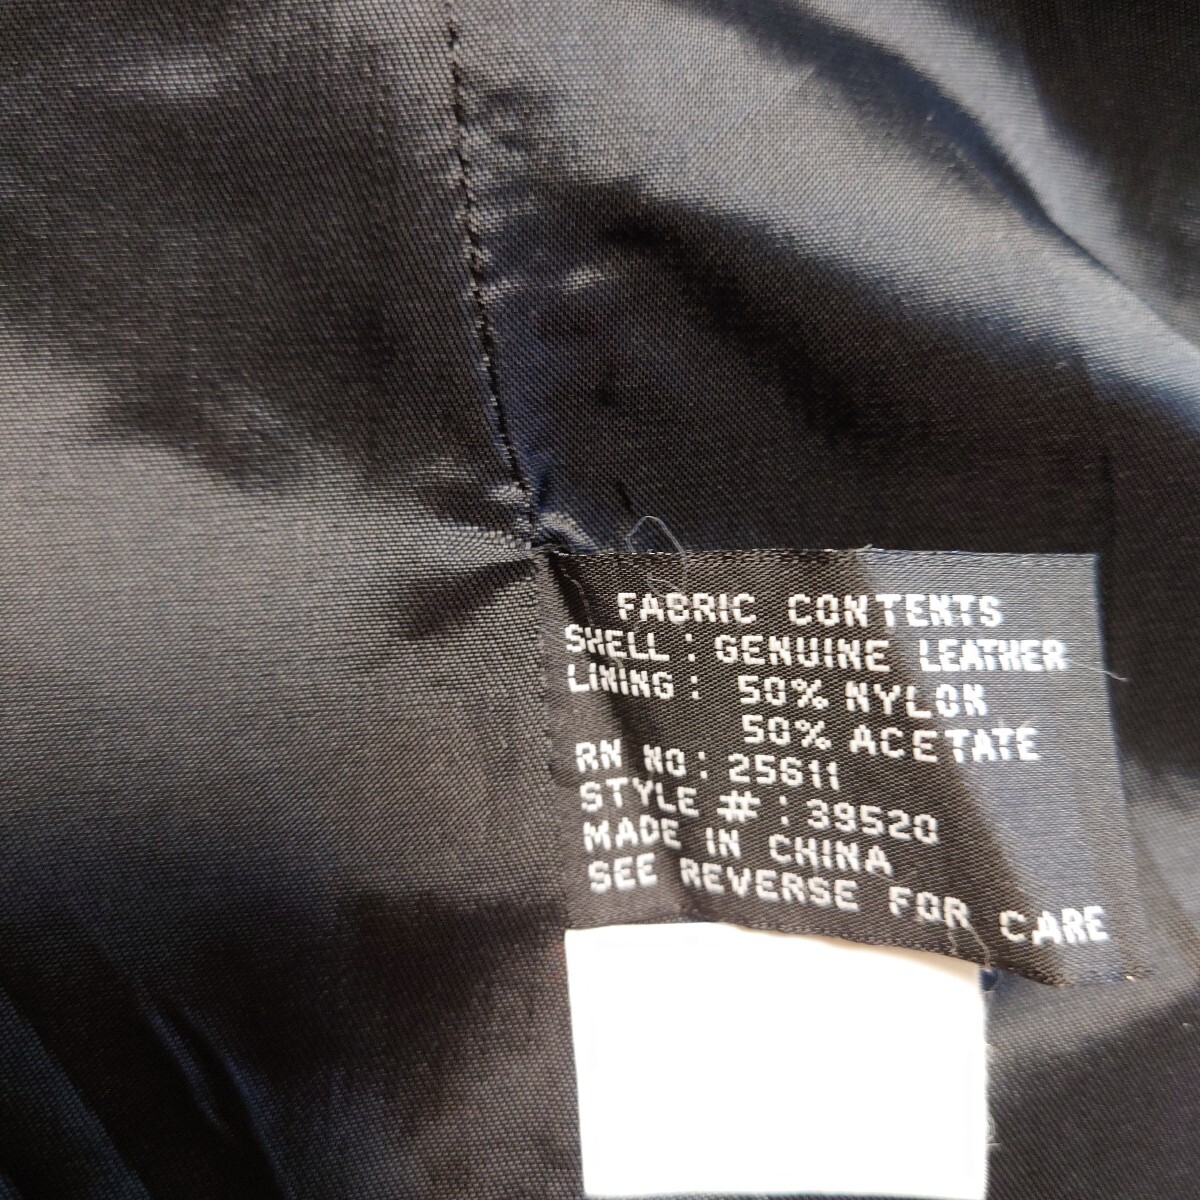 FABRIC CONTENTS
SHELL: GENUINE LEATHER
LINING: 50% NYLON
50% ACETATE
RN NO: 25611
STYLE #: 39520
MADE IN CHINA
SEE REVERSE FOR CARE